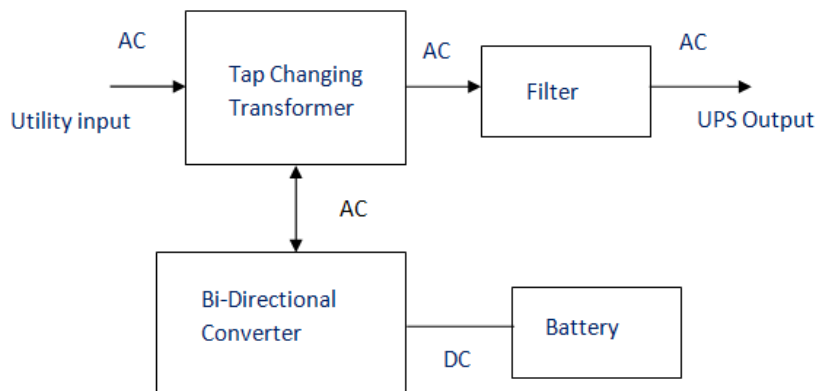 AC
Utility input
Tap Changing
Transformer
AC
Filter
AC
UPS Output
AC
Bi-Directional
Converter
DC
Battery